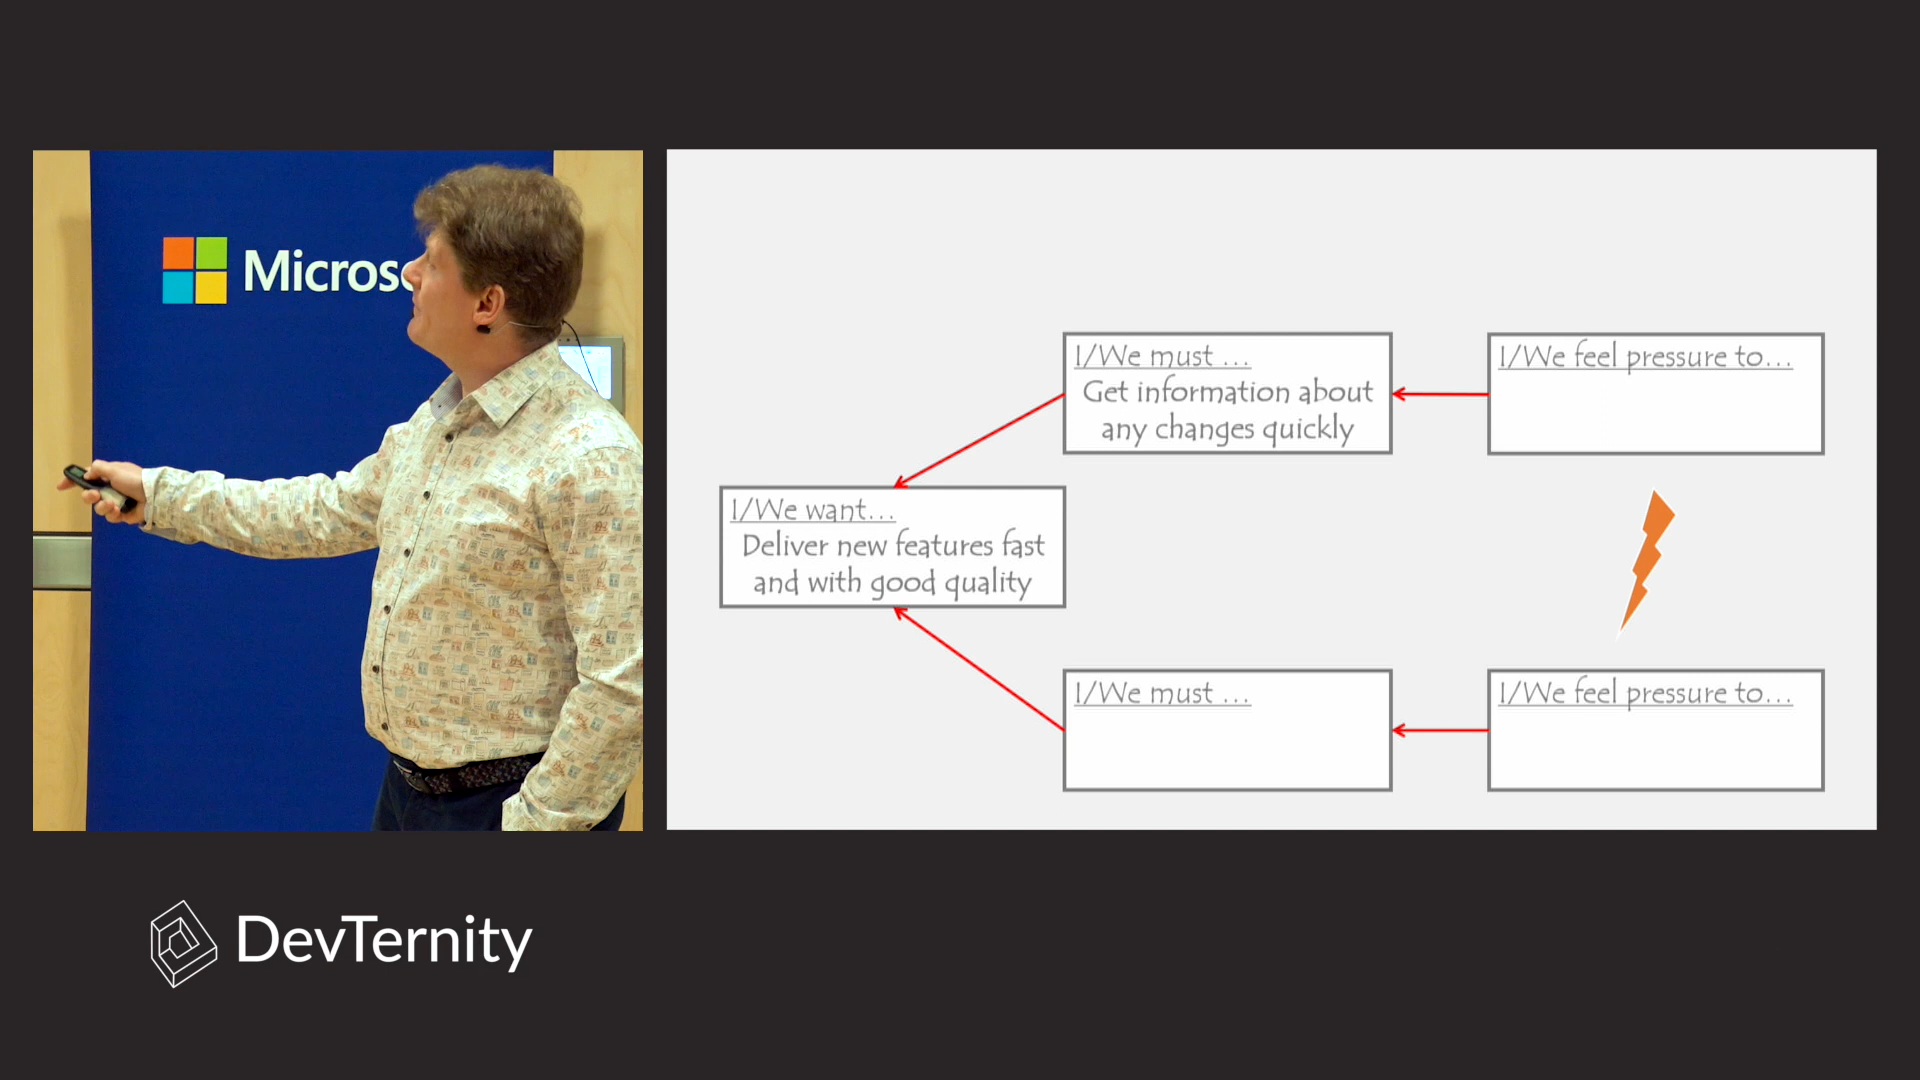 Micros
I/We must ...
Get information about
any changes quickly
I/We feel pressure to...
I/We want...
Deliver new features fast
and with good quality
I/We must ...
I/We feel pressure to...
DevTernity